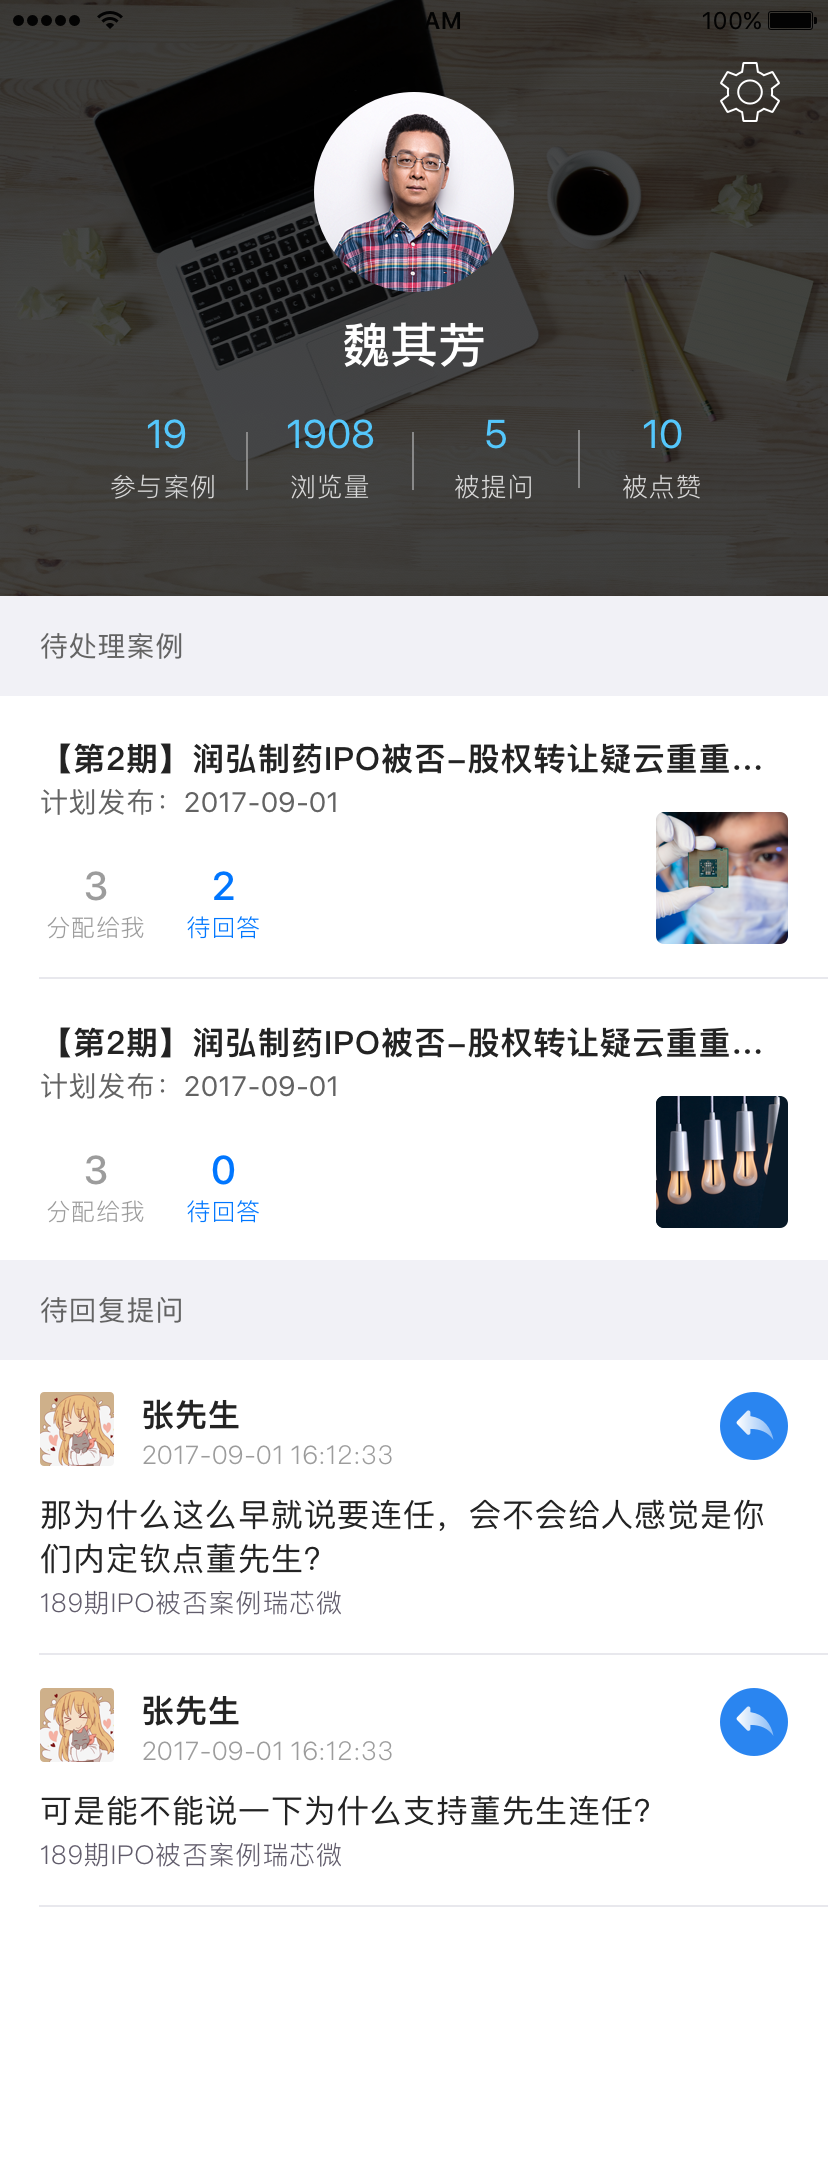 AM 100%
魏其芳
19 1908 5 10
参与案例 浏览量 被提问 被点赞
待处理案例
【第2期】润弘制药IPO被否–股权转让疑云重重...
计划发布：2017-09-01
3 2
分配给我 待回答
【第2期】润弘制药IPO被否–股权转让疑云重重...
计划发布：2017-09-01
3 0
分配给我 待回答
待回复提问
张先生
2017-09-01 16:12:33
那为什么这么早就说要连任，会不会给人感觉是你
们内定钦点董先生？
189期IPO被否案例瑞芯微
张先生
2017-09-01 16:12:33
可是能不能说一下为什么支持董先生连任？
189期IPO被否案例瑞芯微